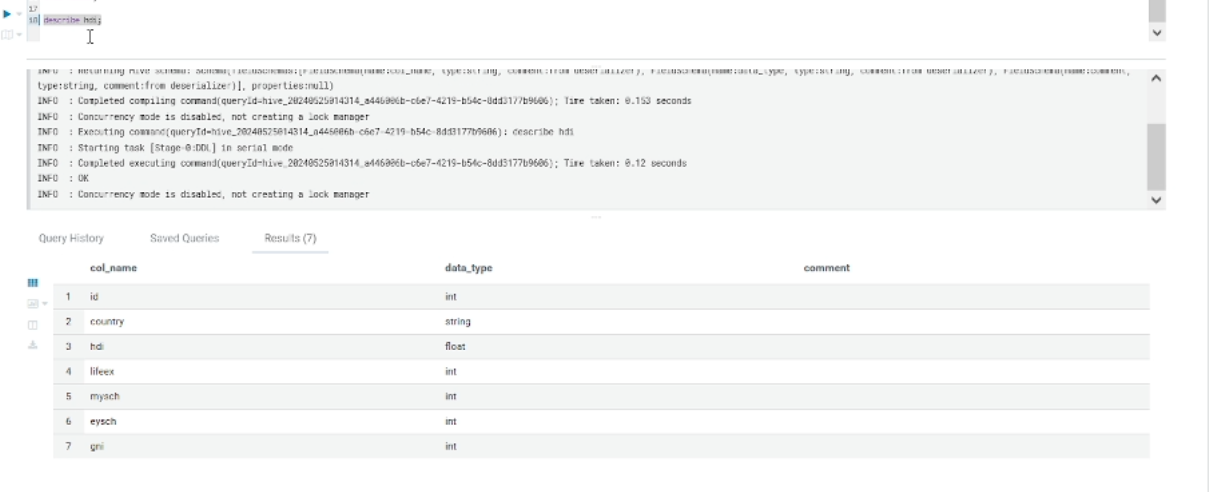 17
18 describe hdi;
INFO : Returning Hive schema: Schema(fieldSchemas:[FieldSchema(name:col_name, type:string, comment:from deserializer), FieldSchema(name:data_type, type:string, comment:from deserializer), FieldSchema(name:comment,
type:string, comment:from deserializer)], properties:null)
INFO : Completed compiling command(queryId=hive_20240525014314_a446006b-c6e7-4219-b54c-8dd3177b9606); Time taken: 0.153 seconds
INFO : Concurrency mode is disabled, not creating a lock manager
INFO : Executing command(queryId=hive_20240525014314_a446006b-c6e7-4219-b54c-8dd3177b9606): describe hdi
INFO : Starting task [Stage-0:DDL] in serial mode
INFO : Completed executing command(queryId=hive_20240525014314_a446006b-c6e7-4219-b54c-8dd3177b9606); Time taken: 0.12 seconds
INFO : OK
INFO : Concurrency mode is disabled, not creating a lock manager
Query History Saved Queries Results (7)
col_name data_type comment
1 id int
2 country string
3 hdi float
4 lifeex int
5 mysch int
6 eysch int
7 gni int